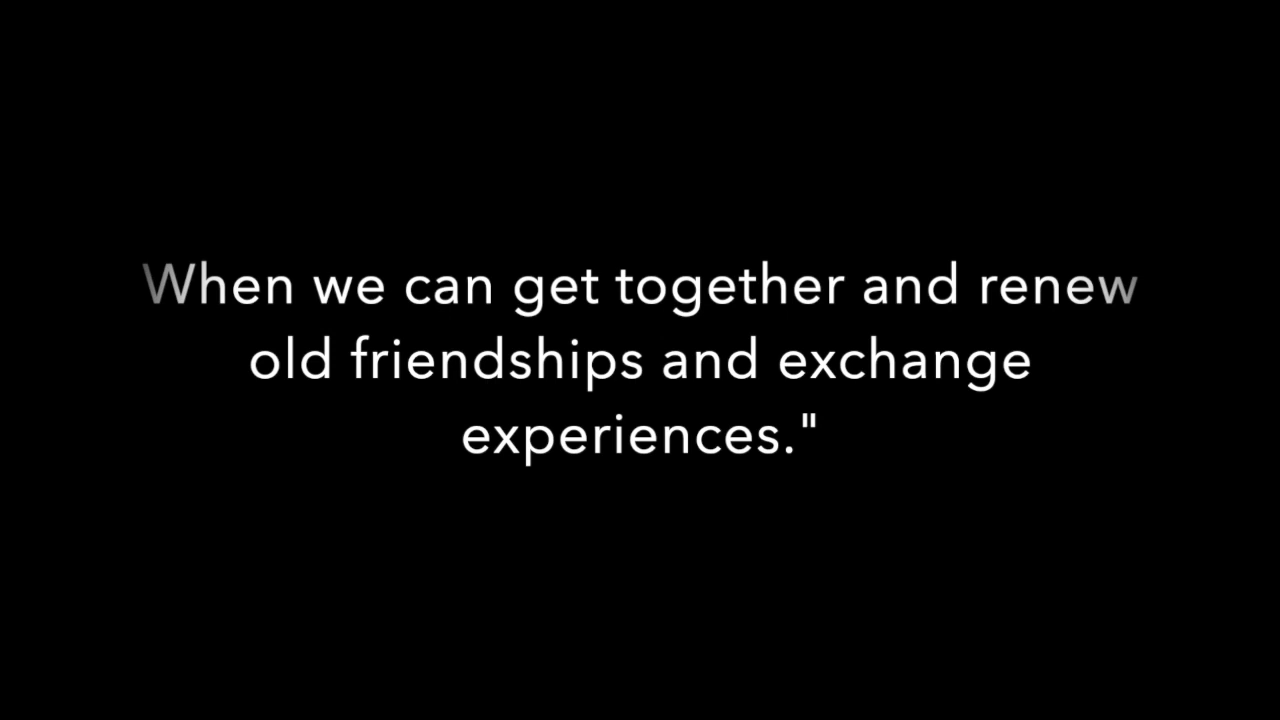 When we can get together and renew
old friendships and exchange
experiences."